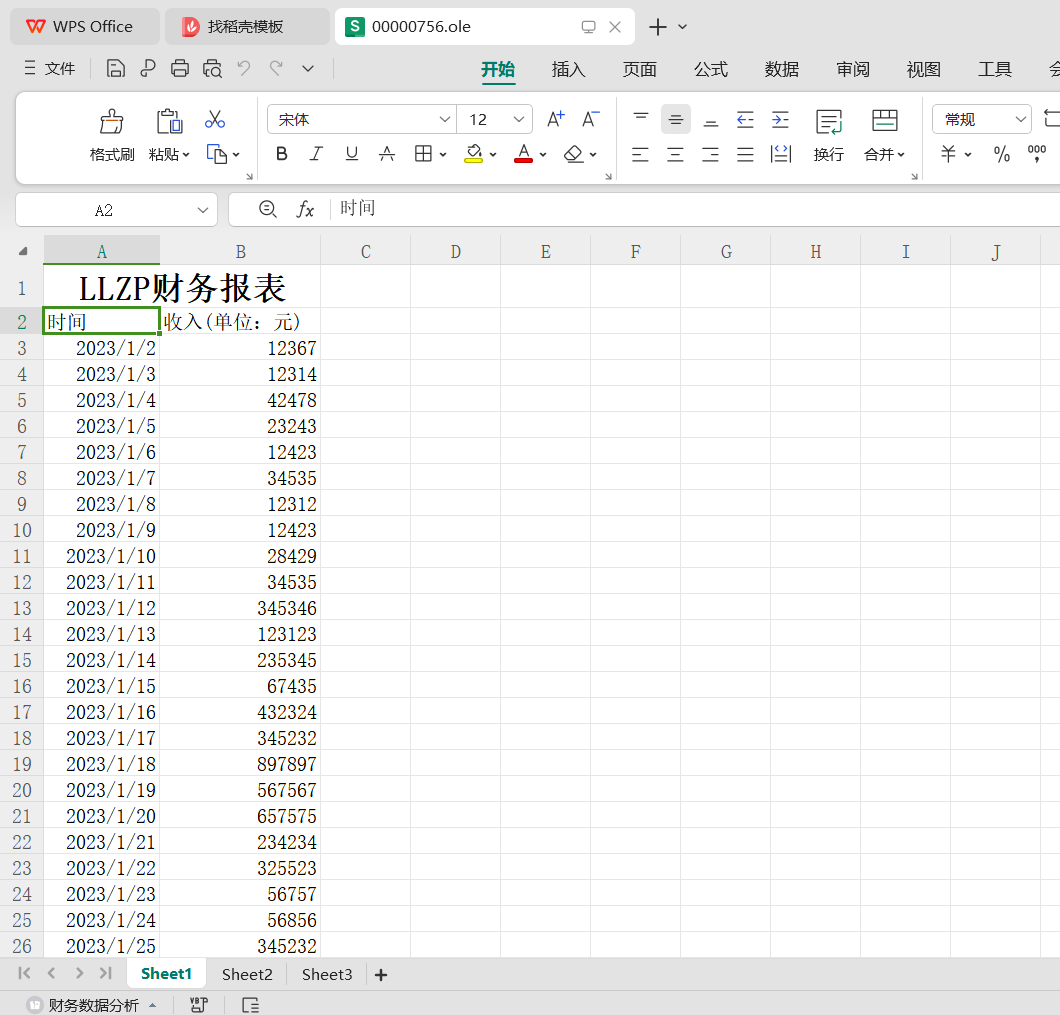 WPS Office 找稻壳模板 S 00000756.ole
文件 开始 插入 页面 公式 数据 审阅 视图 工具
宋体 12 A+ A- 常规
格式刷 粘贴 B I U A A 换行 合并 羊 % 000
A2 fx 时间
A B C D E F G H I J
1 LLZP财务报表
2 时间 收入(单位：元)
3 2023/1/2 12367
4 2023/1/3 12314
5 2023/1/4 42478
6 2023/1/5 23243
7 2023/1/6 12423
8 2023/1/7 34535
9 2023/1/8 12312
10 2023/1/9 12423
11 2023/1/10 28429
12 2023/1/11 34535
13 2023/1/12 345346
14 2023/1/13 123123
15 2023/1/14 235345
16 2023/1/15 67435
17 2023/1/16 432324
18 2023/1/17 345232
19 2023/1/18 897897
20 2023/1/19 567567
21 2023/1/20 657575
22 2023/1/21 234234
23 2023/1/22 325523
24 2023/1/23 56757
25 2023/1/24 56856
26 2023/1/25 345232
Sheet1 Sheet2 Sheet3
财务数据分析